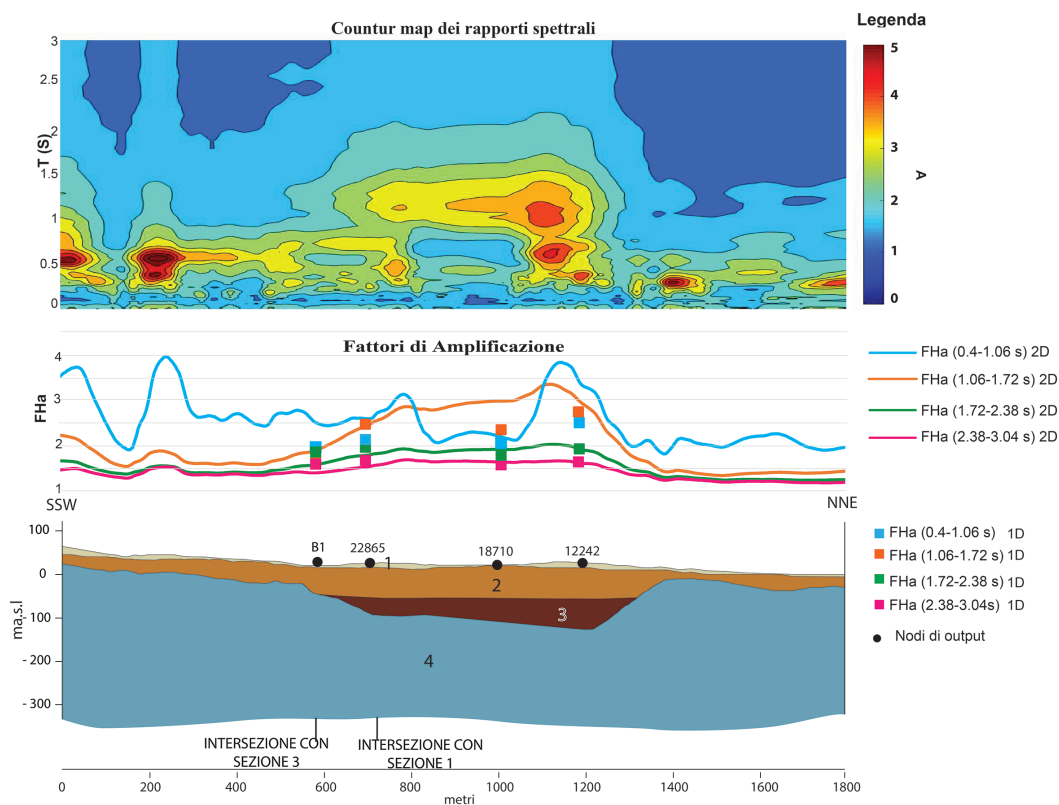 Countur map dei rapporti spettrali
Legenda
3
2.5
2
1.5
1
0.5
0
T (S)
5
4
3
2
1
0
A
Fattori di Amplificazione
4
3
2
1
FHa
FHa (0.4-1.06 s) 2D
FHa (1.06-1.72 s) 2D
FHa (1.72-2.38 s) 2D
FHa (2.38-3.04 s) 2D
SSW
NNE
100
0
- 100
- 200
- 300
ma.s.l
B1
22865
18710
12242
1
2
3
4
FHa (0.4-1.06 s) 1D
FHa (1.06-1.72 s) 1D
FHa (1.72-2.38 s) 1D
FHa (2.38-3.04s) 1D
Nodi di output
INTERSEZIONE CON
SEZIONE 3
INTERSEZIONE CON
SEZIONE 1
0 200 400 600 800 1000 1200 1400 1600 1800
metri